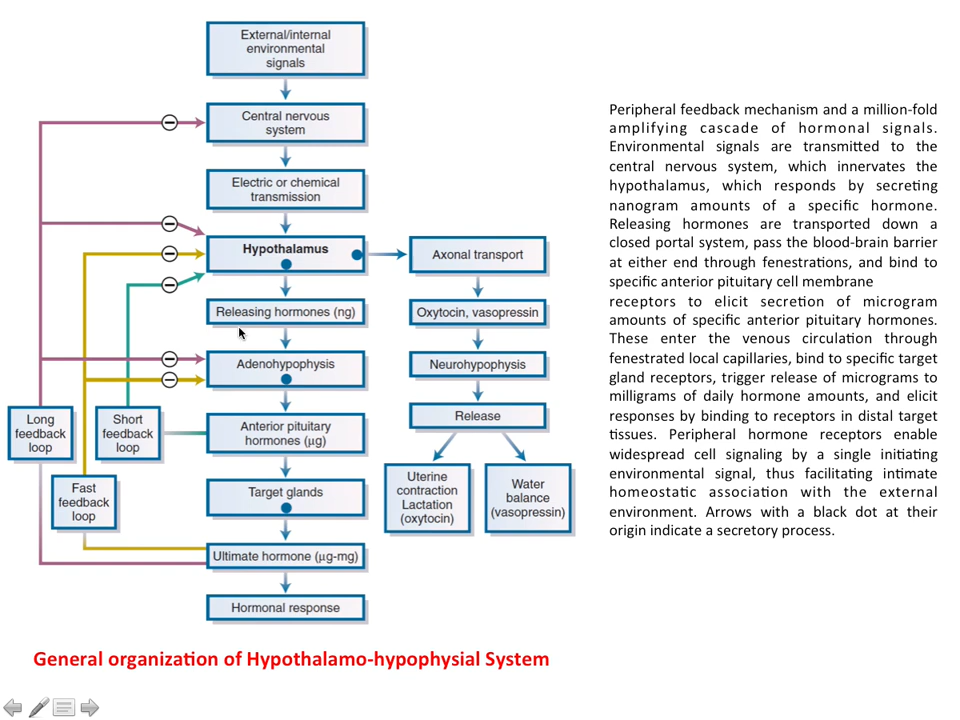 External/internal
environmental
signals
Central nervous
system
Electric or chemical
transmission
Hypothalamus
Axonal transport
Releasing hormones (ng)
Oxytocin, vasopressin
Adenohypophysis
Neurohypophysis
Long
feedback
loop
Short
feedback
loop
Anterior pituitary
hormones (µg)
Release
Fast
feedback
loop
Target glands
Uterine
contraction
Lactation
(oxytocin)
Water
balance
(vasopressin)
Ultimate hormone (µg-mg)
Hormonal response
Peripheral feedback mechanism and a million-fold
amplifying cascade of hormonal signals.
Environmental signals are transmitted to the
central nervous system, which innervates the
hypothalamus, which responds by secreting
nanogram amounts of a specific hormone.
Releasing hormones are transported down a
closed portal system, pass the blood-brain barrier
at either end through fenestrations, and bind to
specific anterior pituitary cell membrane
receptors to elicit secretion of microgram
amounts of specific anterior pituitary hormones.
These enter the venous circulation through
fenestrated local capillaries, bind to specific target
gland receptors, trigger release of micrograms to
milligrams of daily hormone amounts, and elicit
responses by binding to receptors in distal target
tissues. Peripheral hormone receptors enable
widespread cell signaling by a single initiating
environmental signal, thus facilitating intimate
homeostatic association with the external
environment. Arrows with a black dot at their
origin indicate a secretory process.
General organization of Hypothalamo-hypophysial System